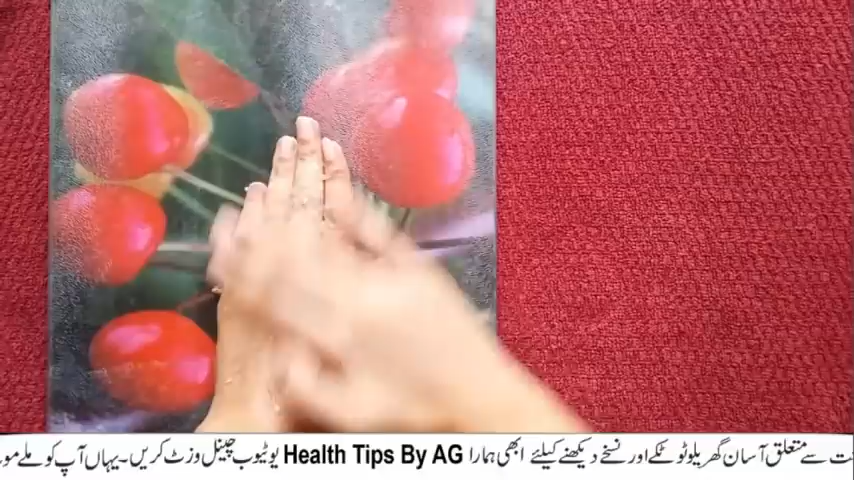 سے متعلق آسان گھریلو ٹوٹکے اور نسخے دیکھنے کیلئے ابھی ہمارا Health Tips By AG یوٹیوب چینل وزٹ کریں۔ یہاں آپ کو ملے